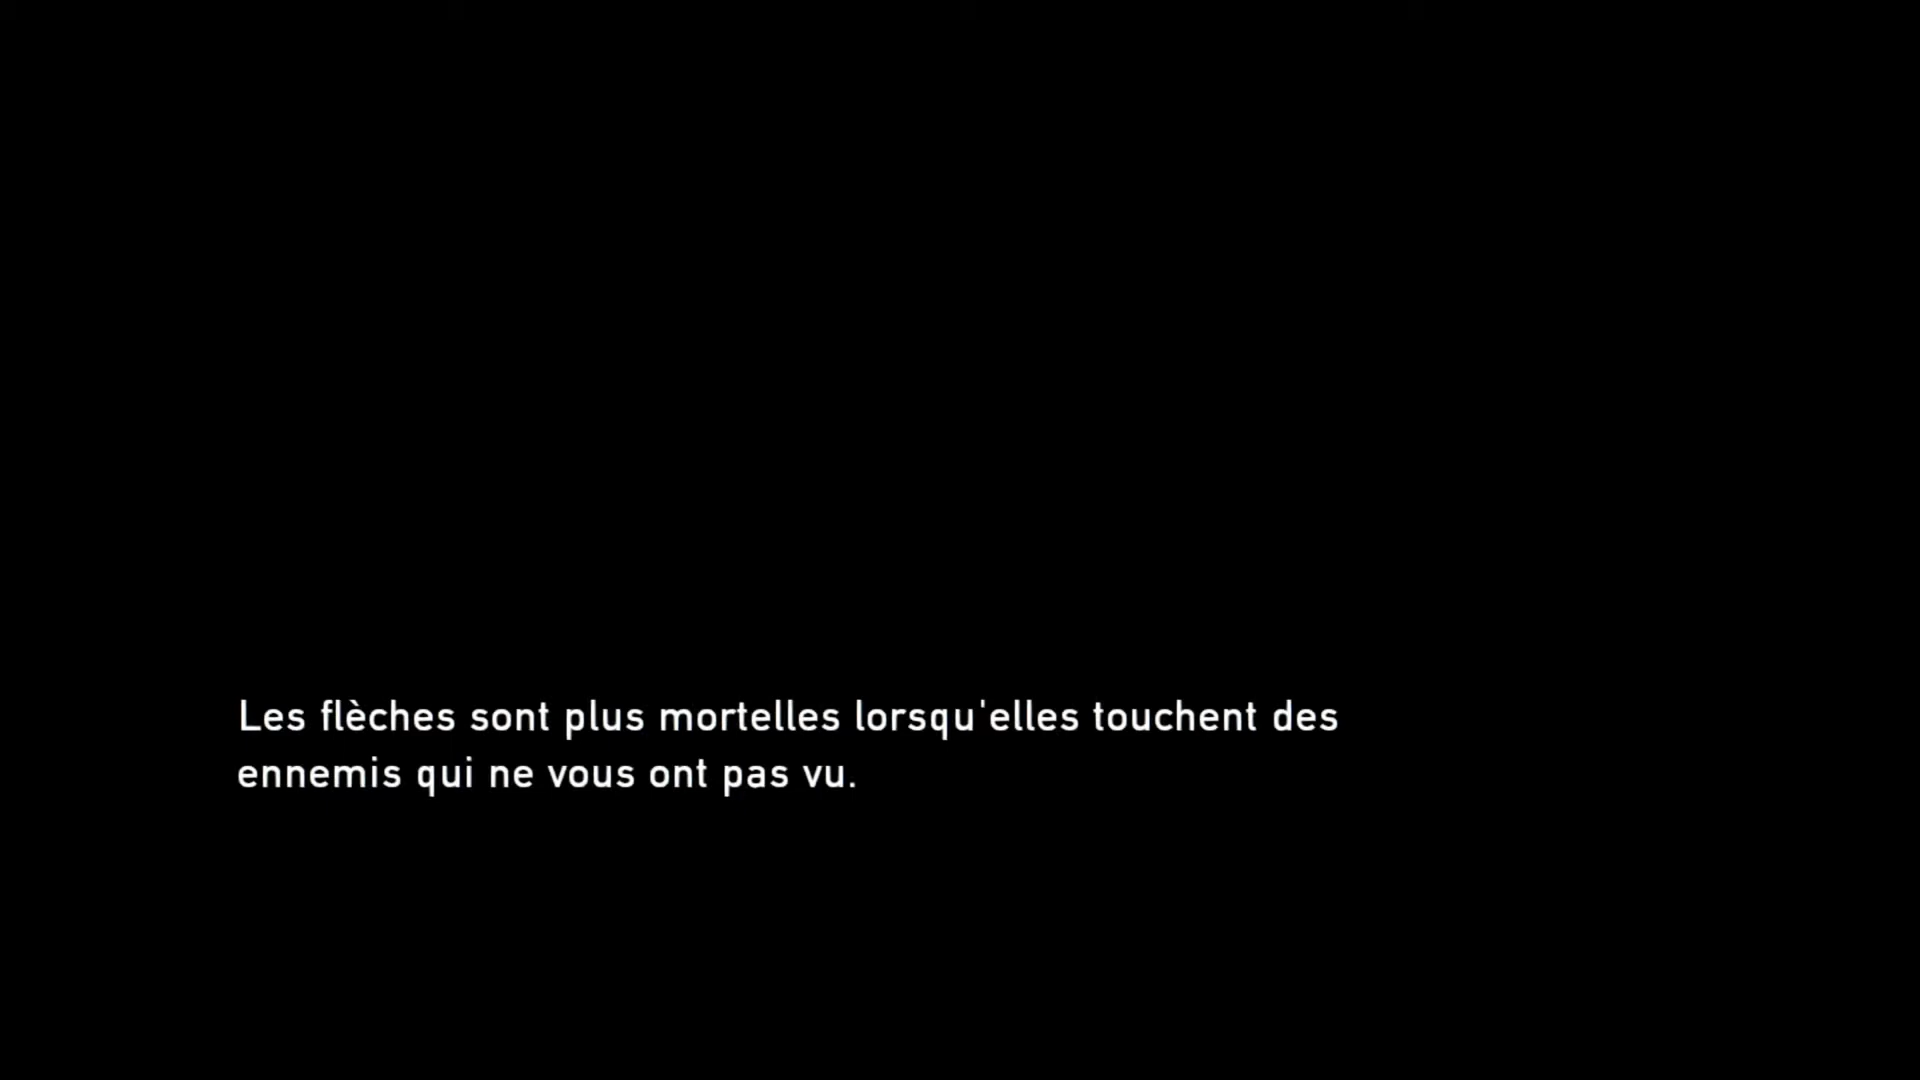 Les flèches sont plus mortelles lorsqu'elles touchent des
ennemis qui ne vous ont pas vu.